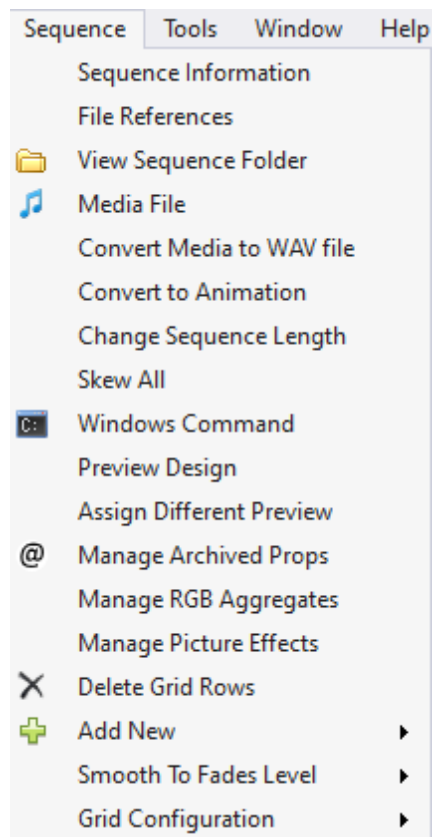 Sequence Tools Window Help
Sequence Information
File References
View Sequence Folder
Media File
Convert Media to WAV file
Convert to Animation
Change Sequence Length
Skew All
C:\ Windows Command
Preview Design
Assign Different Preview
@ Manage Archived Props
Manage RGB Aggregates
Manage Picture Effects
Delete Grid Rows
Add New
Smooth To Fades Level
Grid Configuration